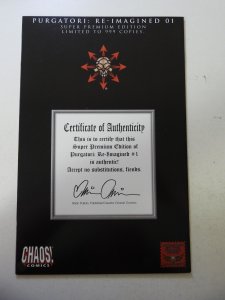 PURGATORI: RE-IMAGINED 01
SUPER PREMIUM EDITION
LIMITED TO 999 COPIES.
Certificate of Authenticity
This is to certify that this
Super Premium Edition of
Purgatori: Re-Imagined #1
is authentic!
Accept no substitutions, fiends.
CHAOS!
COMICS